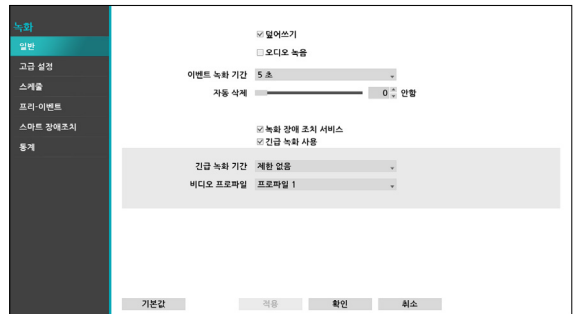 녹화
일반
고급 설정
스케줄
프리-이벤트
스마트 장애조치
통계
덮어쓰기
오디오 녹음
이벤트 녹화 기간 5 초
자동 삭제 0 안함
녹화 장애 조치 서비스
긴급 녹화 사용
긴급 녹화 기간 제한 없음
비디오 프로파일 프로파일 1
기본값 적용 확인 취소